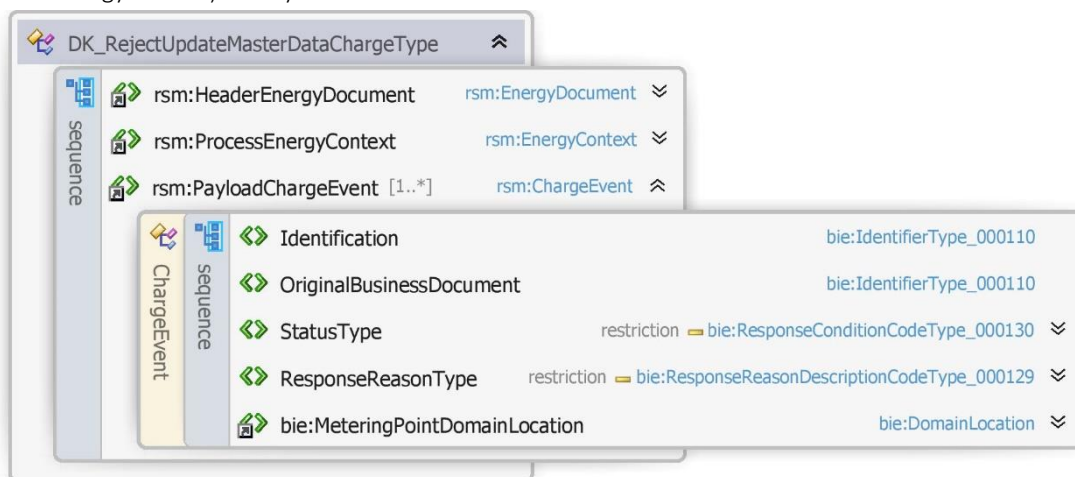 DK_RejectUpdateMasterDataChargeType
sequence
rsm:HeaderEnergyDocument rsm:EnergyDocument
rsm:ProcessEnergyContext rsm:EnergyContext
rsm:PayloadChargeEvent [1..*] rsm:ChargeEvent
ChargeEvent
sequence
Identification bie:IdentifierType_000110
OriginalBusinessDocument bie:IdentifierType_000110
StatusType restriction bie:ResponseConditionCodeType_000130
ResponseReasonType restriction bie:ResponseReasonDescriptionCodeType_000129
bie:MeteringPointDomainLocation bie:DomainLocation